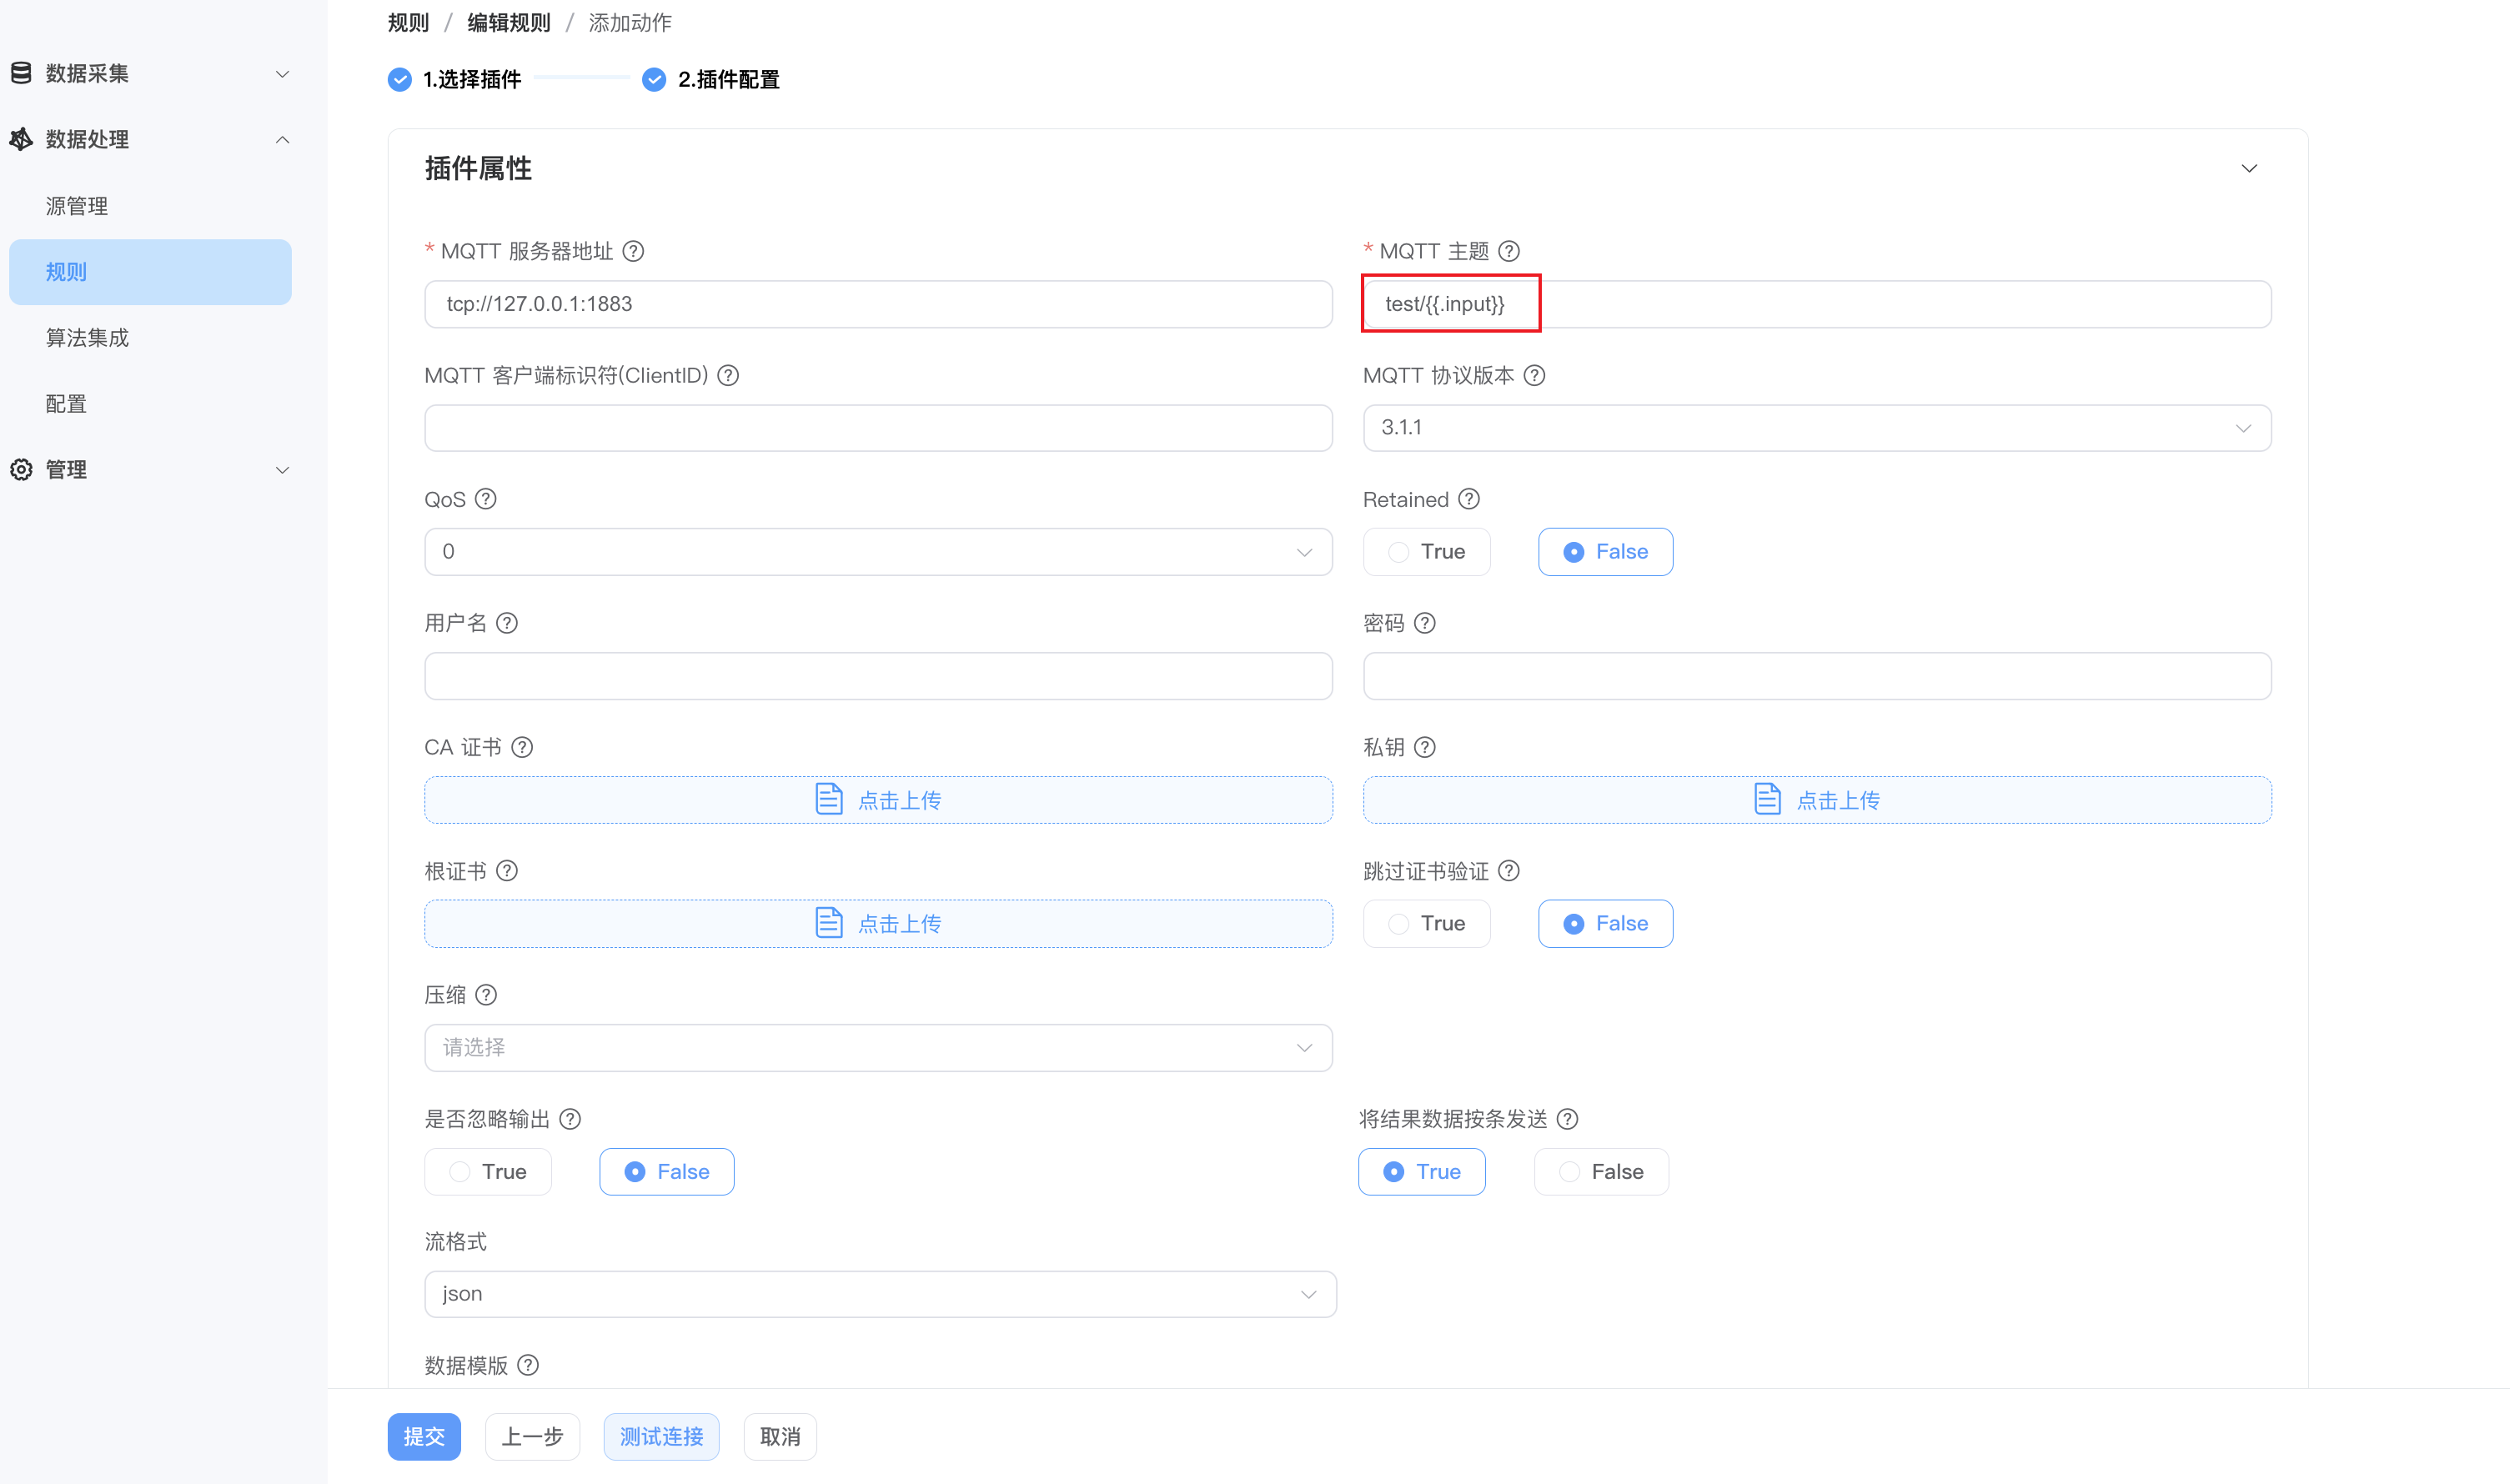 规则 / 编辑规则 / 添加动作
数据采集
数据处理
源管理
规则
算法集成
配置
管理
1.选择插件
2.插件配置
插件属性
* MQTT 服务器地址 ?
tcp://127.0.0.1:1883
* MQTT 主题 ?
test/{{.input}}
MQTT 客户端标识符(ClientID) ?
MQTT 协议版本 ?
3.1.1
QoS ?
0
Retained ?
True
False
用户名 ?
密码 ?
CA 证书 ?
点击上传
私钥 ?
点击上传
根证书 ?
点击上传
跳过证书验证 ?
True
False
压缩 ?
请选择
是否忽略输出 ?
True
False
将结果数据按条发送 ?
True
False
流格式
json
数据模版 ?
提交
上一步
测试连接
取消